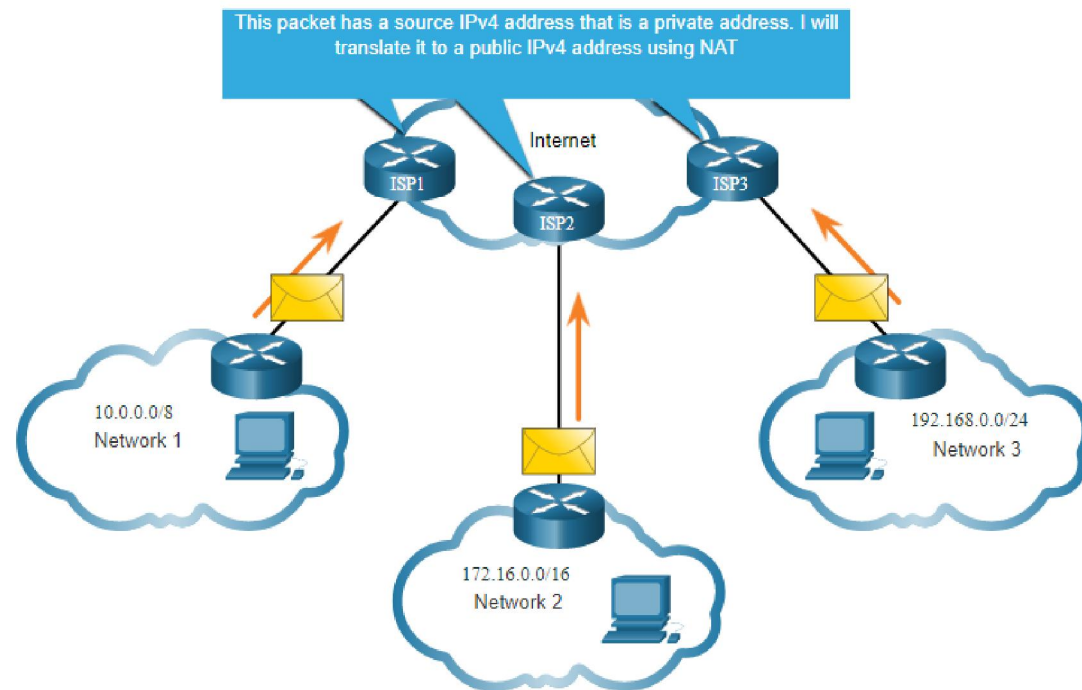 This packet has a source IPv4 address that is a private address. I will
translate it to a public IPv4 address using NAT
Internet
ISP1
ISP3
ISP2
10.0.0.0/8
Network 1
192.168.0.0/24
Network 3
172.16.0.0/16
Network 2